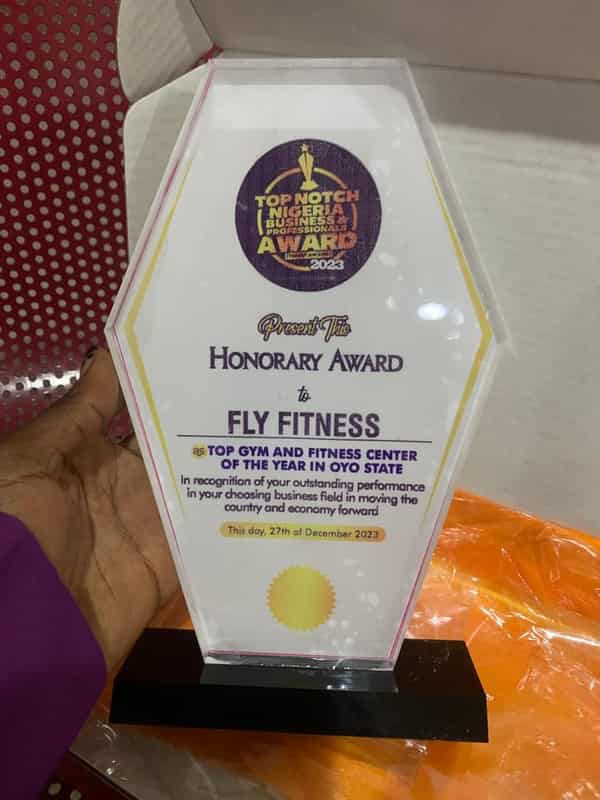 TOP NOTCH
NIGERIA
BUSINESS &
PROFESSIONALS
AWARD
2023
Present This
HONORARY AWARD
to
FLY FITNESS
as TOP GYM AND FITNESS CENTER
OF THE YEAR IN OYO STATE
In recognition of your outstanding performance
in your choosing business field in moving the
country and economy forward
This day, 27th of December 2023